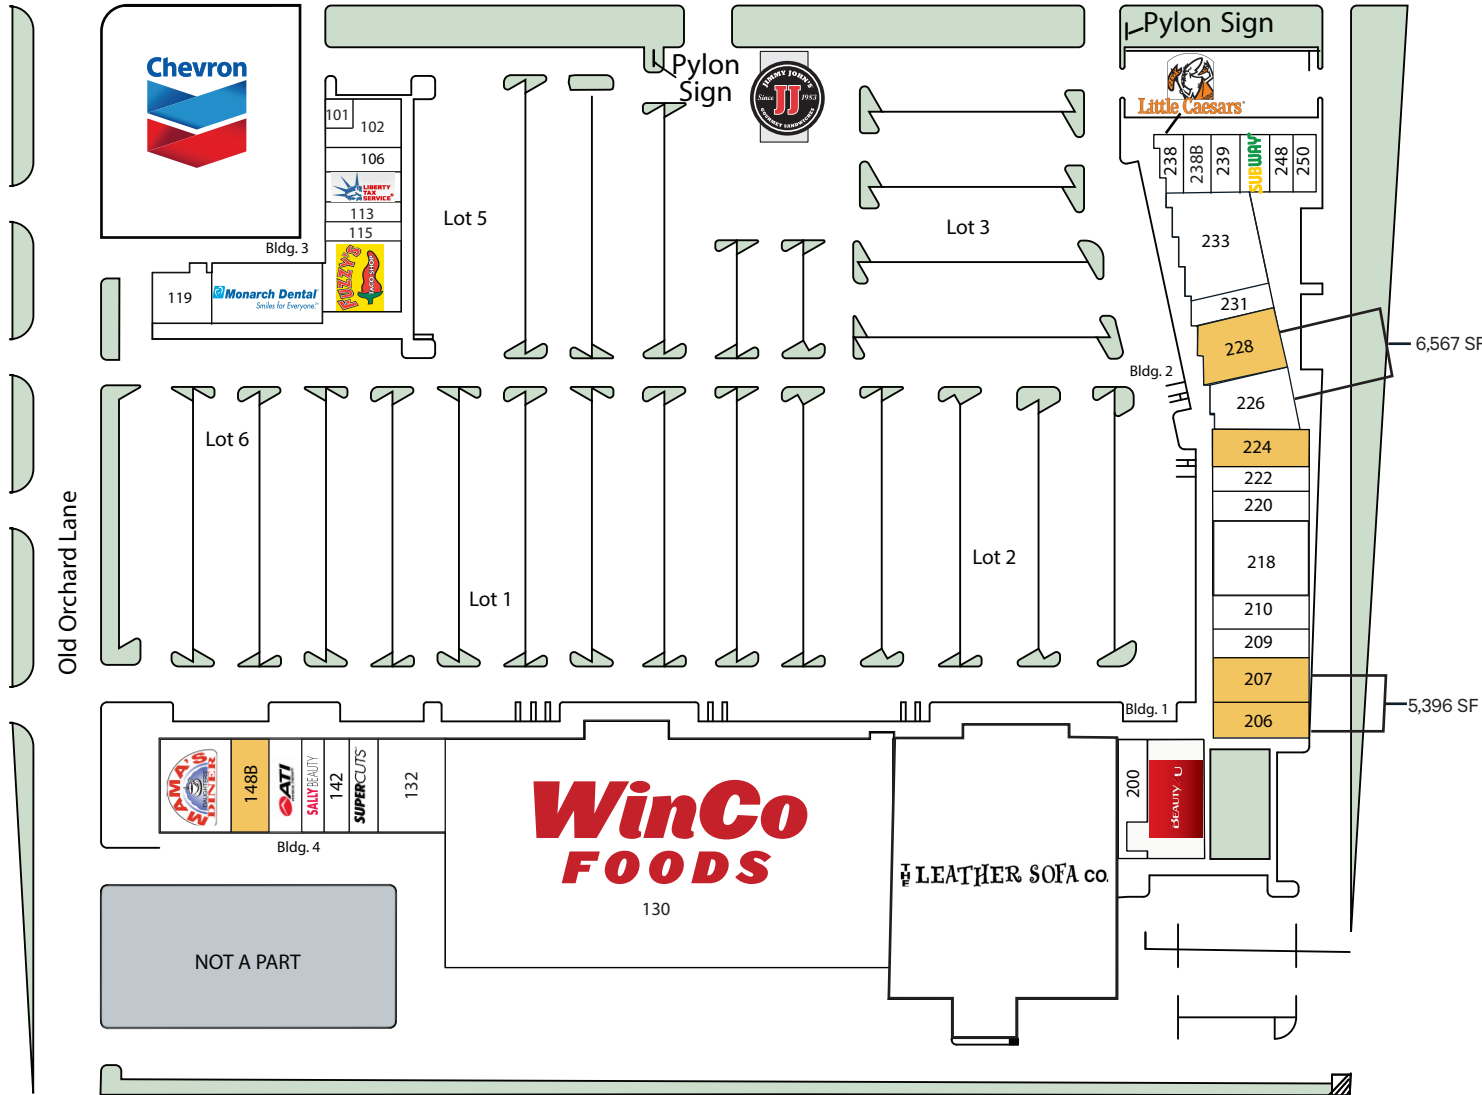 Pylon Sign
Chevron
Pylon
Sign
JIMMY JOHN'S
Since JJ 1983
GOURMET SANDWICHES
Little Caesars
101
102
106
LIBERTY
TAX
SERVICE
113
115
FUZZY'S
TACO SHOP
Bldg. 3
119
Monarch Dental
Smiles for Everyone.
Lot 5
Lot 3
238
238B
239
SUBWAY
248
250
233
231
228
6,567 SF
Bldg. 2
226
224
222
220
218
210
209
207
206
5,396 SF
Lot 6
Lot 2
Lot 1
Old Orchard Lane
Bldg. 1
MAMA'S
DAUGHTERS'
DINER
148B
ATI
SALLY BEAUTY
142
SUPERCUTS
132
Bldg. 4
WinCo
FOODS
130
THE LEATHER SOFA CO.
200
BEAUTY 4 U
NOT A PART